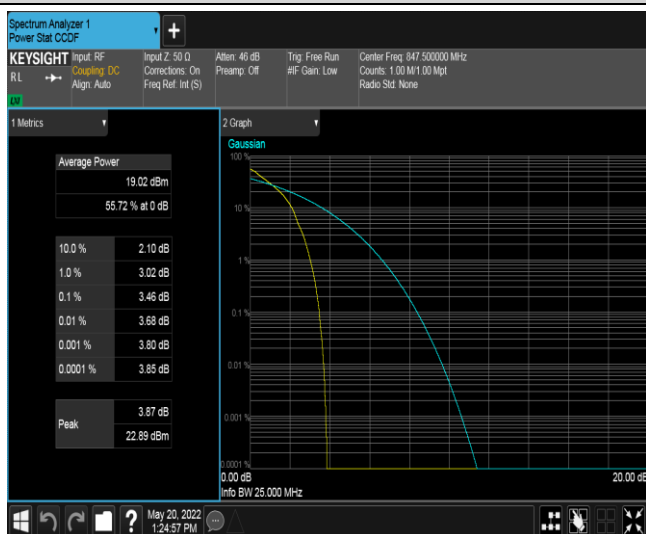 Spectrum Analyzer 1
Power Stat CCDF
KEYSIGHT
RL
Input: RF
Coupling: DC
Align: Auto
Input Z: 50 Ω
Corrections: On
Freq Ref: Int (S)
Atten: 46 dB
Preamp: Off
Trig: Free Run
#IF Gain: Low
Center Freq: 847.500000 MHz
Counts: 1.00 M/1.00 Mpt
Radio Std: None
1 Metrics
Average Power
19.02 dBm
55.72 % at 0 dB
10.0 % 2.10 dB
1.0 % 3.02 dB
0.1 % 3.46 dB
0.01 % 3.68 dB
0.001 % 3.80 dB
0.0001 % 3.85 dB
Peak
3.87 dB
22.89 dBm
2 Graph
Gaussian
100 %
10 %
1 %
0.1 %
0.01 %
0.001 %
0.0001 %
0.00 dB
20.00 dB
Info BW 25.000 MHz
?
May 20, 2022
1:24:57 PM